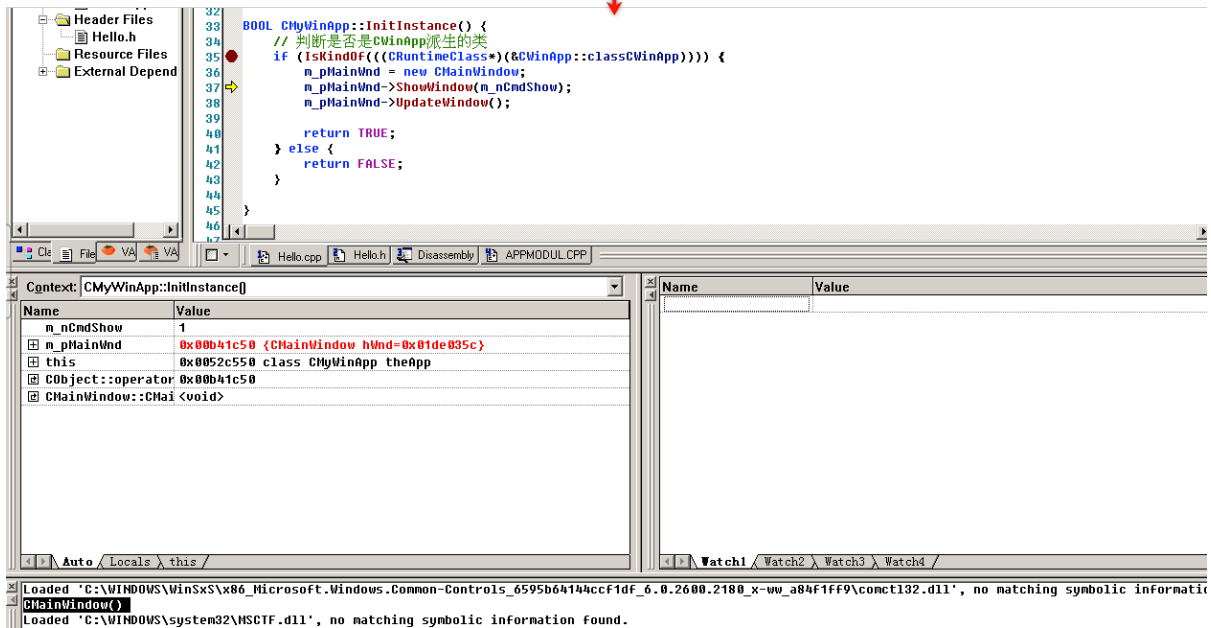 Header Files
Hello.h
Resource Files
External Depend
32
33 BOOL CMyWinApp::InitInstance() {
34 // 判断是否是CWinApp派生的类
35 if (IsKindOf(((CRuntimeClass*)(&CWinApp::classCWinApp)))) {
36 m_pMainWnd = new CMainWindow;
37 m_pMainWnd->ShowWindow(m_nCmdShow);
38 m_pMainWnd->UpdateWindow();
39
40 return TRUE;
41 } else {
42 return FALSE;
43 }
44
45 }
46
47
Cla File VA VA
Hello.cpp Hello.h Disassembly APPMODUL.CPP
Context: CMyWinApp::InitInstance()
Name Value
m_nCmdShow 1
m_pMainWnd 0x00b41c50 {CMainWindow hWnd=0x01de035c}
this 0x0052c550 class CMyWinApp theApp
CObject::operator 0x00b41c50
CMainWindow::CMai <void>
Auto Locals this
Name Value
Watch1 Watch2 Watch3 Watch4
Loaded 'C:\WINDOWS\WinSxS\x86_Microsoft.Windows.Common-Controls_6595b64144ccf1df_6.0.2600.2180_x-ww_a84f1ff9\comctl32.dll', no matching symbolic informatio
CMainWindow()
Loaded 'C:\WINDOWS\system32\MSCTF.dll', no matching symbolic information found.